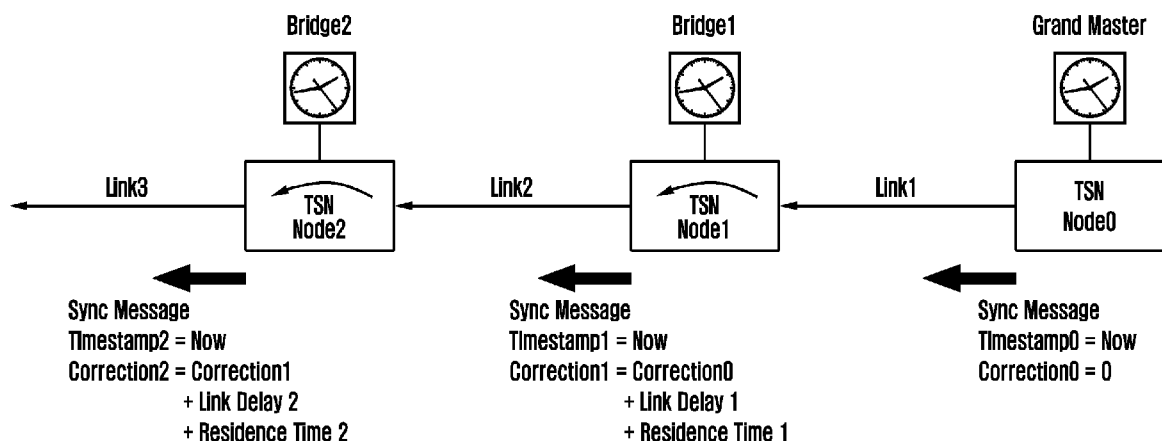 Bridge2
Bridge1
Grand Master
Link3
TSN
Node2
Link2
TSN
Node1
Link1
TSN
Node0
Sync Message
Timestamp2 = Now
Correction2 = Correction1
+ Link Delay 2
+ Residence Time 2
Sync Message
Timestamp1 = Now
Correction1 = Correction0
+ Link Delay 1
+ Residence Time 1
Sync Message
Timestamp0 = Now
Correction0 = 0